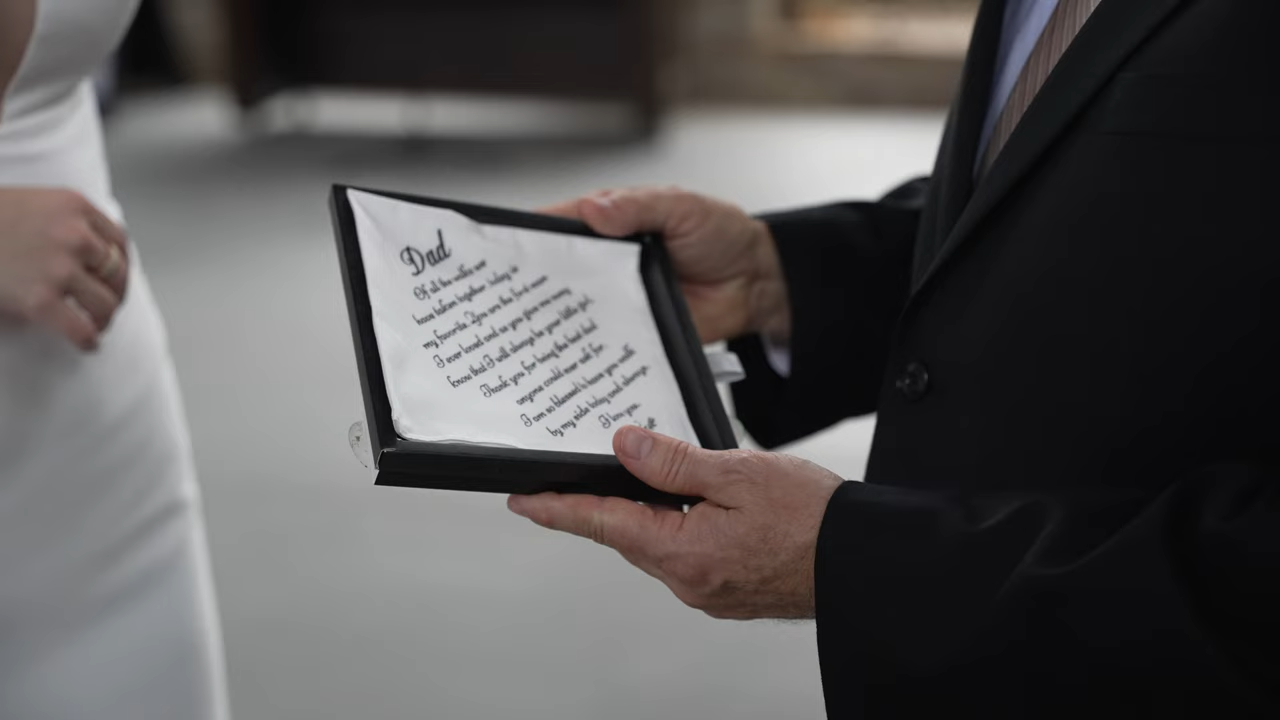 Dad
Of all the walks we
have taken together today is
my favorite. You are the first man
I ever loved and as you give me away
know that I will always be your little girl.
Thank you for being the best dad
anyone could ever ask for.
I am so blessed to have you walk
by my side today and always.
I love you,